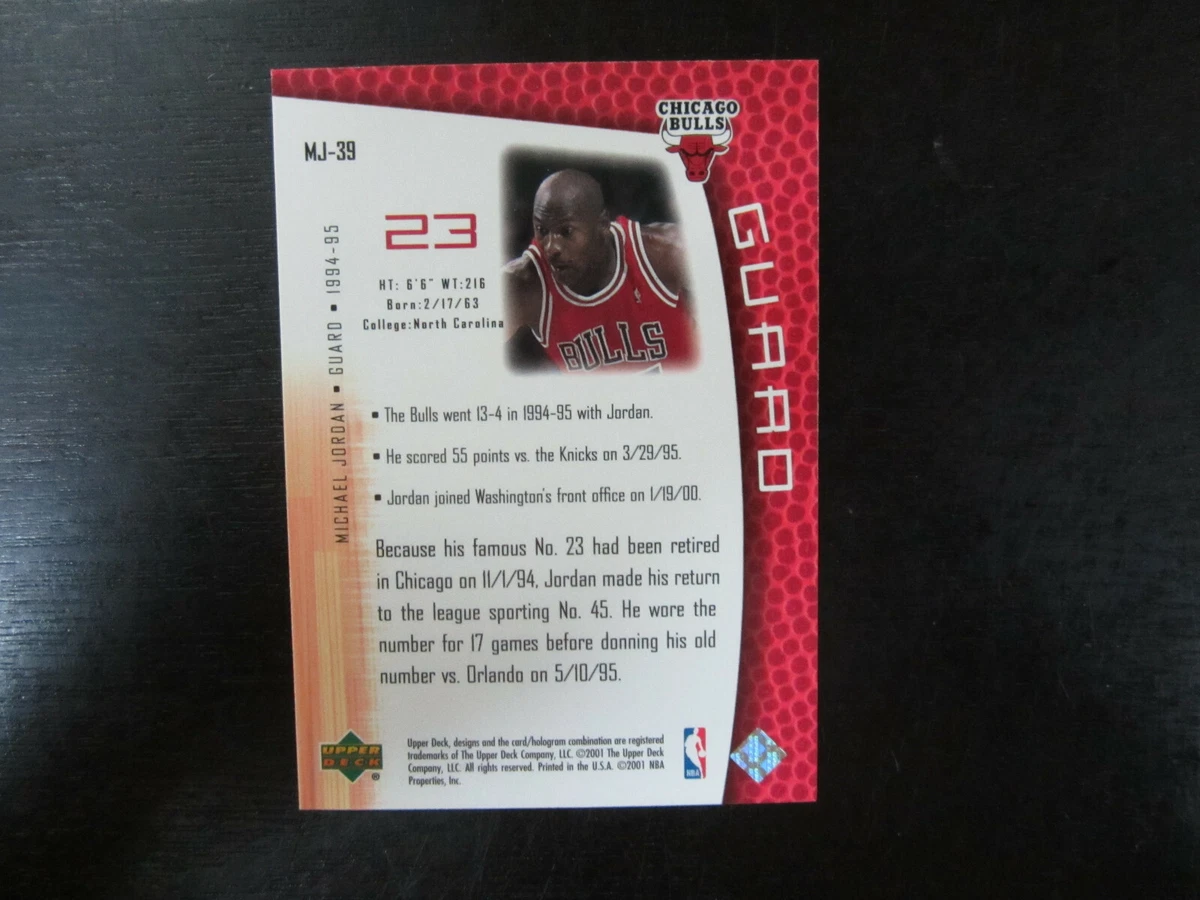 CHICAGO
BULLS
MJ-39
23
HT: 6'6" WT:216
Born:2/17/63
College:North Carolina
BULLS
GUARD
MICHAEL JORDAN ▪ GUARD ▪ 1994-95
▪ The Bulls went 13-4 in 1994-95 with Jordan.
▪ He scored 55 points vs. the Knicks on 3/29/95.
▪ Jordan joined Washington's front office on 1/19/00.
Because his famous No. 23 had been retired
in Chicago on 11/1/94, Jordan made his return
to the league sporting No. 45. He wore the
number for 17 games before donning his old
number vs. Orlando on 5/10/95.
UPPER
DECK
®
Upper Deck, designs and the card/hologram combination are registered
trademarks of The Upper Deck Company, LLC. ©2001 The Upper Deck
Company, LLC. All rights reserved. Printed in the U.S.A. ©2001 NBA
Properties, Inc.
NBA